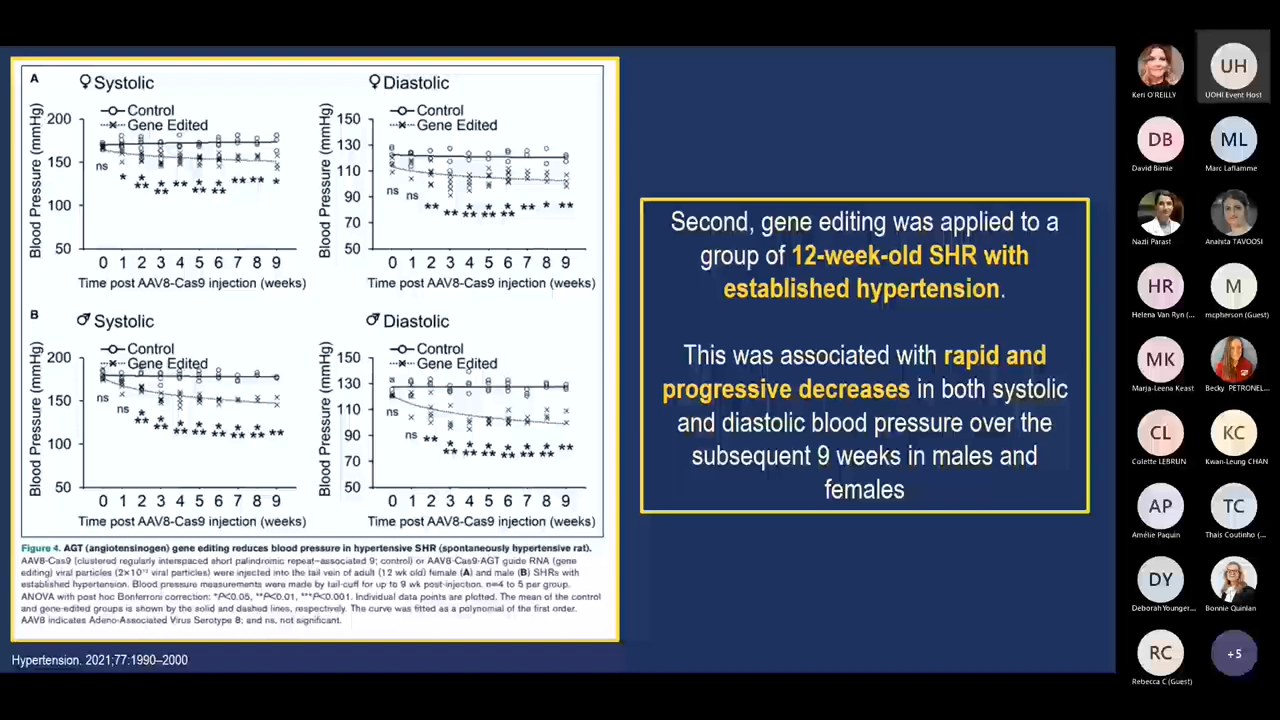 A
♀ Systolic
Control
Gene Edited
Blood Pressure (mmHg)
200
150
100
50
ns
* ** *** ** *** *** ** ** **
0 1 2 3 4 5 6 7 8 9
Time post AAV8-Cas9 injection (weeks)
♀ Diastolic
Control
Gene Edited
Blood Pressure (mmHg)
150
130
110
90
70
50
ns
ns
0 1 2 3 4 5 6 7 8 9
Time post AAV8-Cas9 injection (weeks)
B
♂ Systolic
Control
Gene Edited
Blood Pressure (mmHg)
200
150
100
50
ns
ns
0 1 2 3 4 5 6 7 8 9
Time post AAV8-Cas9 injection (weeks)
♂ Diastolic
Control
Gene Edited
Blood Pressure (mmHg)
150
130
110
90
70
50
ns
ns
0 1 2 3 4 5 6 7 8 9
Time post AAV8-Cas9 injection (weeks)
Figure 4. AGT (angiotensinogen) gene editing reduces blood pressure in hypertensive SHR (spontaneously hypertensive rat).
AAV8-Cas9 (clustered regularly interspaced short palindromic repeat–associated 9; control) or AAV8-Cas9-AGT guide RNA (gene
editing) viral particles viral particles) were injected into the tail vein of adult (12 wk old) female (A) and male (B) SHRs with
established hypertension. Blood pressure measurements were made by tail-cuff for up to 9 wk post-injection. n=4 to 5 per group.
ANOVA with post hoc Bonferroni correction: *P<0.05, **P<0.01, ***P<0.001. Individual data points are plotted. The mean of the control
and gene-edited groups is shown by the solid and dashed lines, respectively. The curve was fitted as a polynomial of the first order.
AAV8 indicates Adeno-Associated Virus Serotype 8; and ns, not significant.
Hypertension. 2021;77:1990–2000
Second, gene editing was applied to a
group of 12-week-old SHR with
established hypertension.
This was associated with rapid and
progressive decreases in both systolic
and diastolic blood pressure over the
subsequent 9 weeks in males and
females
Keri O'REILLY
UH
UOHI Event Host
DB
David Birnie
ML
Marc Laflamme
Nazli Parast
Anahita TAVOOSI
HR
Helena Van Ryn (...
M
mcpherson (Guest)
MK
Marja-Leena Keast
Becky PETRONEL...
CL
Colette LEBRUN
KC
Kwan-Leung CHAN
AP
Amélie Paquin
TC
Thais Coutinho (...
DY
Deborah Younger...
Bonnie Quinlan
RC
Rebecca C (Guest)
+5